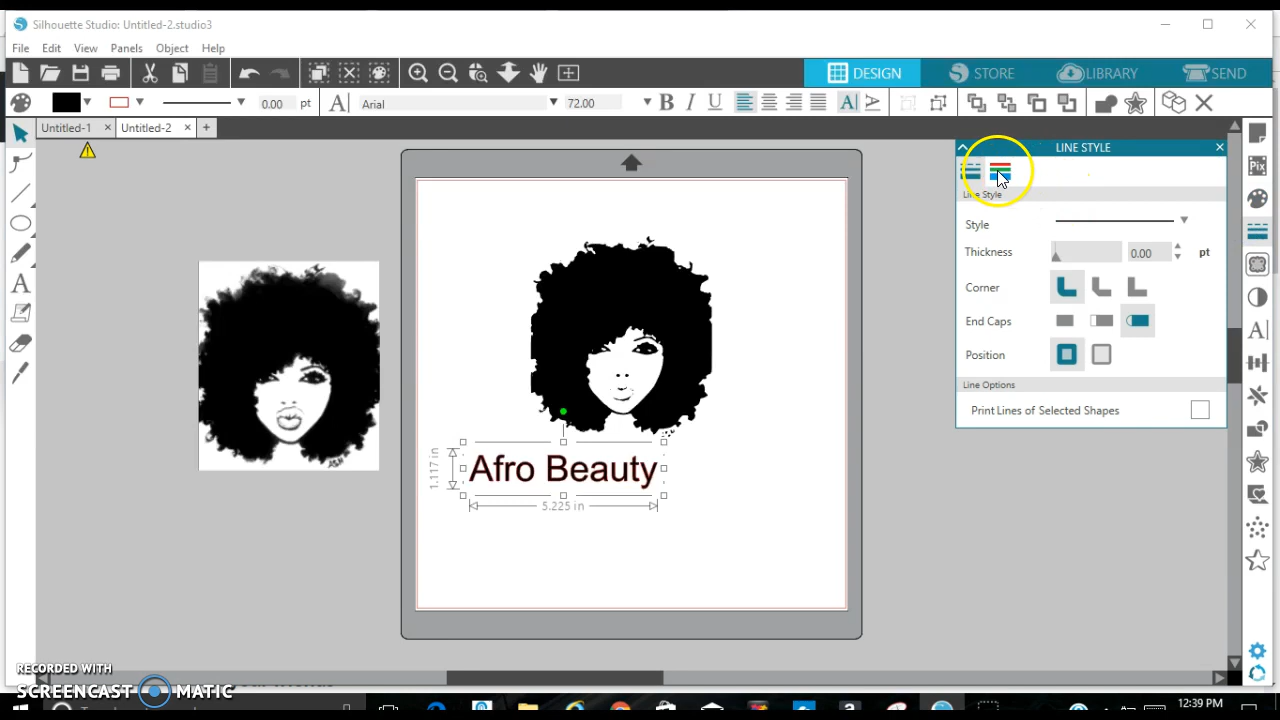 Silhouette Studio: Untitled-2.studio3
File Edit View Panels Object Help
DESIGN STORE LIBRARY SEND
0.00 pt Arial 72.00 B I U
Untitled-1 × Untitled-2 × +
LINE STYLE
Line Style
Style
Thickness 0.00 pt
Corner
End Caps
Position
Line Options
Print Lines of Selected Shapes
Pix
1.117 in
Afro Beauty
5.225 in
RECORDED WITH
SCREENCAST MATIC
12:39 PM